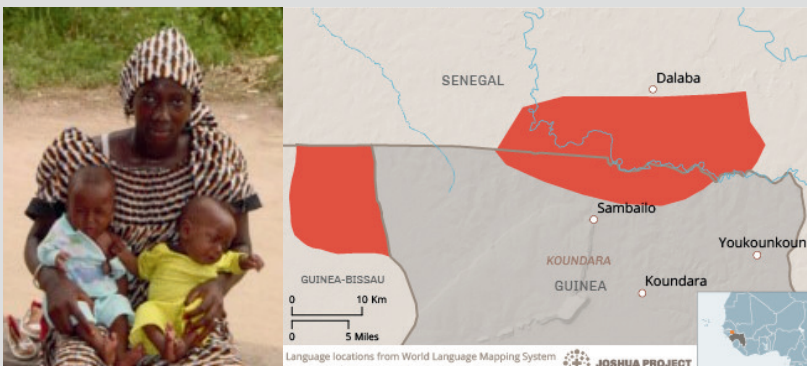 SENEGAL
Dalaba
Sambailo
Youkounkoun
GUINEA-BISSAU
KOUNDARA
GUINEA
Koundara
0 10 Km
0 5 Miles
Language locations from World Language Mapping System
JOSHUA PROJECT